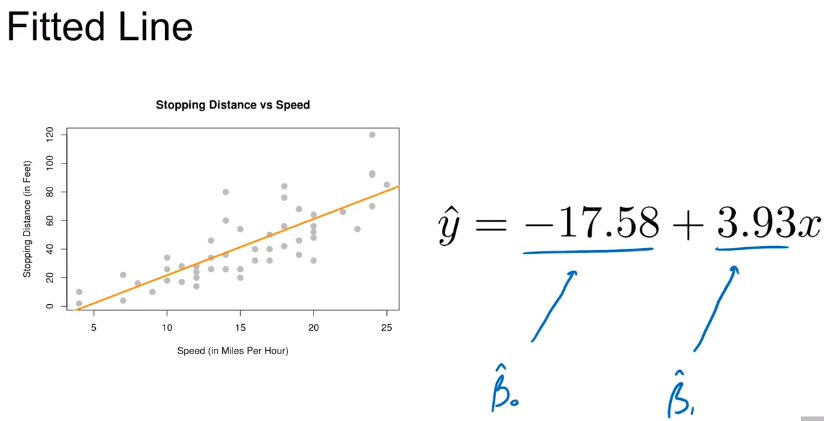 Fitted Line
Stopping Distance vs Speed
Stopping Distance (in Feet)
120
100
80
60
40
20
0
5 10 15 20 25
Speed (in Miles Per Hour)
ŷ = −17.58 + 3.93x
β̂₀ β̂₁